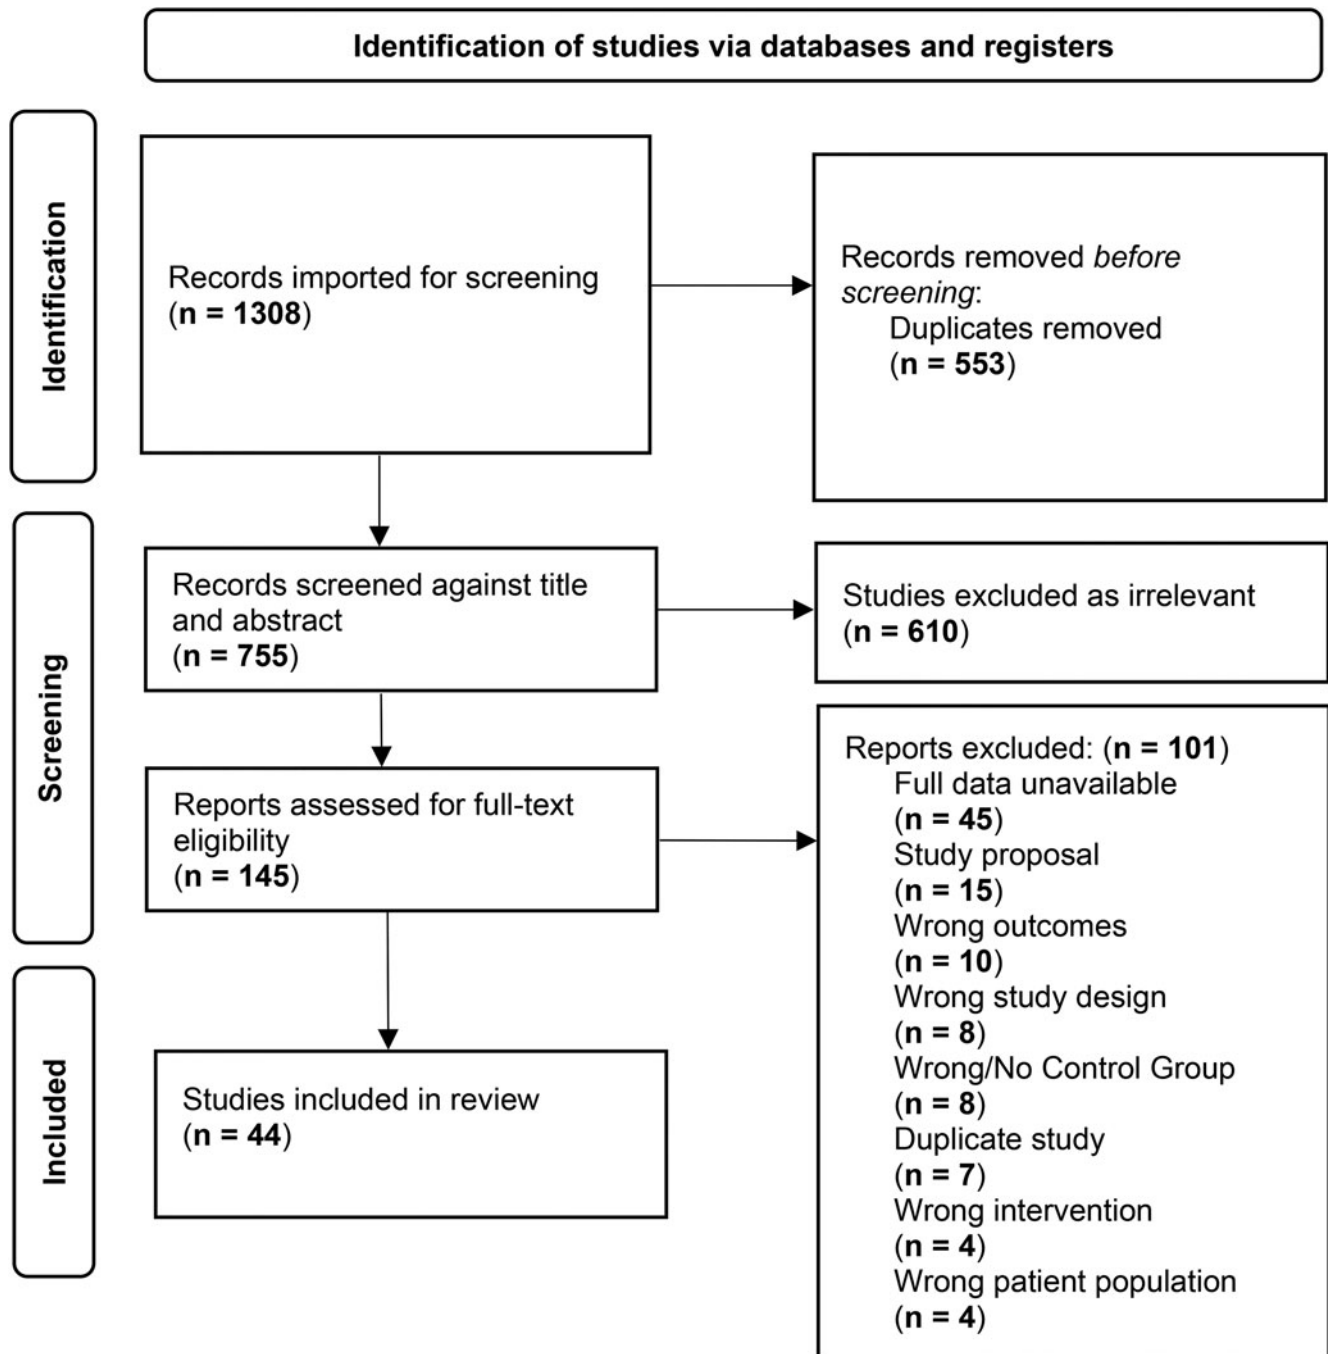 Identification of studies via databases and registers
Identification
Records imported for screening
(n = 1308)
Records removed before
screening:
Duplicates removed
(n = 553)
Screening
Records screened against title
and abstract
(n = 755)
Studies excluded as irrelevant
(n = 610)
Reports assessed for full-text
eligibility
(n = 145)
Reports excluded: (n = 101)
Full data unavailable
(n = 45)
Study proposal
(n = 15)
Wrong outcomes
(n = 10)
Wrong study design
(n = 8)
Wrong/No Control Group
(n = 8)
Duplicate study
(n = 7)
Wrong intervention
(n = 4)
Wrong patient population
(n = 4)
Included
Studies included in review
(n = 44)